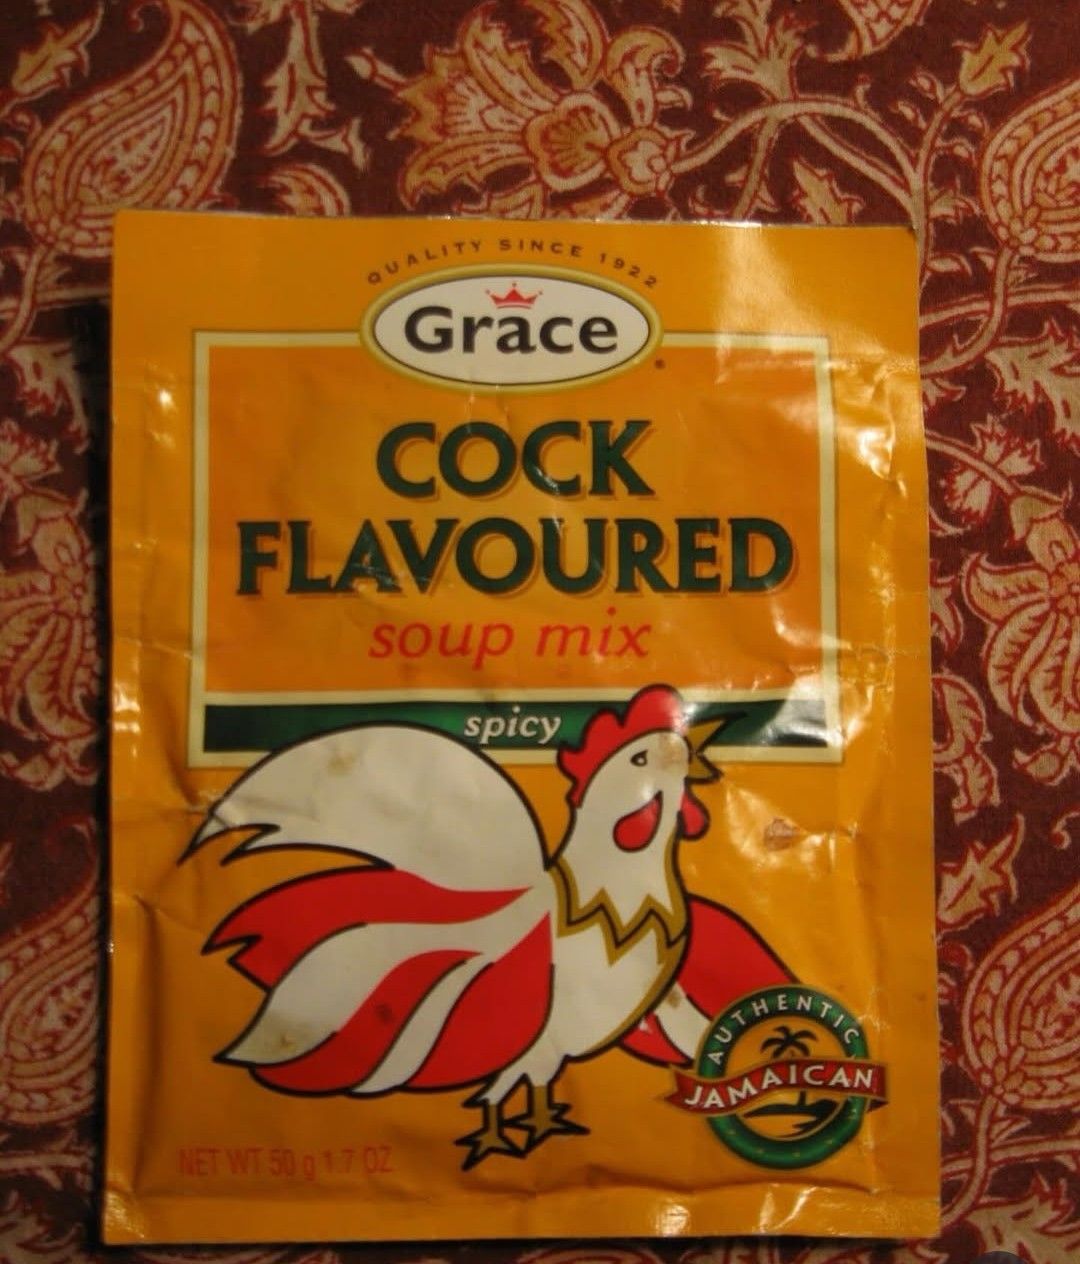 QUALITY SINCE 1922
Grace
COCK
FLAVOURED
soup mix
spicy
AUTHENTIC
JAMAICAN
NET WT 50 g 1.7 OZ